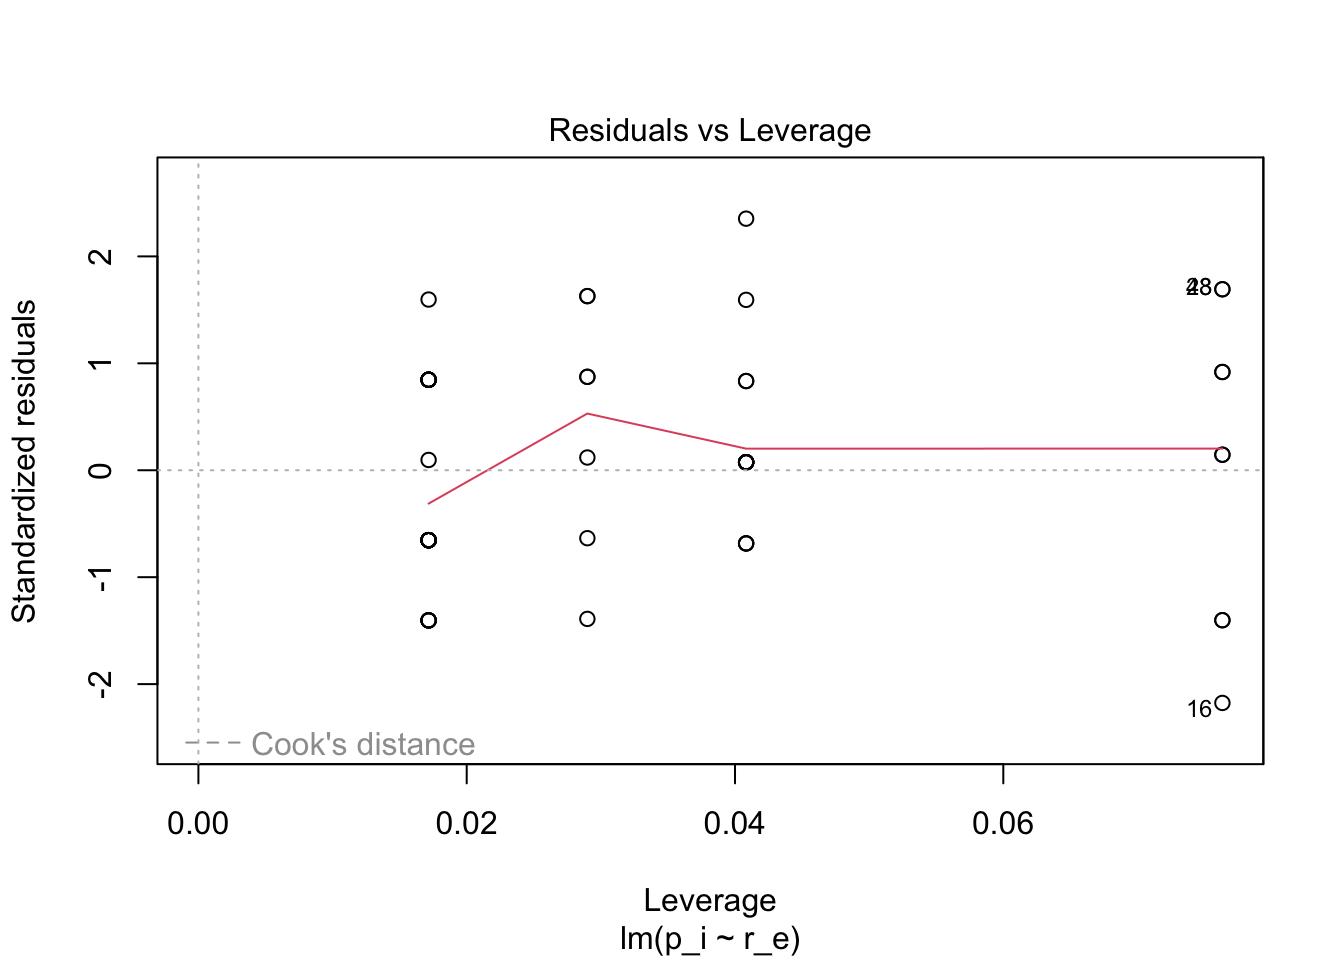 Residuals vs Leverage
Standardized residuals
2
1
0
-1
-2
16
Cook's distance
0.00 0.02 0.04 0.06
Leverage
lm(p_i ~ r_e)